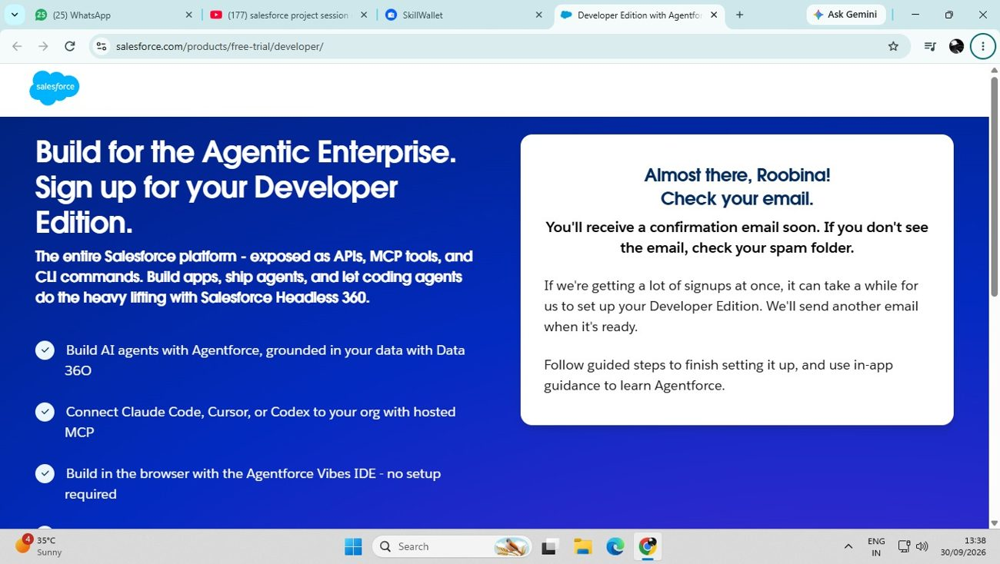 25
(25) WhatsApp
(177) salesforce project session
SkillWallet
Developer Edition with Agentfor
Ask Gemini
salesforce.com/products/free-trial/developer/
salesforce
Build for the Agentic Enterprise.
Sign up for your Developer
Edition.
The entire Salesforce platform - exposed as APIs, MCP tools, and
CLI commands. Build apps, ship agents, and let coding agents
do the heavy lifting with Salesforce Headless 360.
Build AI agents with Agentforce, grounded in your data with Data
360
Connect Claude Code, Cursor, or Codex to your org with hosted
MCP
Build in the browser with the Agentforce Vibes IDE - no setup
required
Almost there, Roobina!
Check your email.
You'll receive a confirmation email soon. If you don't see
the email, check your spam folder.
If we're getting a lot of signups at once, it can take a while for
us to set up your Developer Edition. We'll send another email
when it's ready.
Follow guided steps to finish setting it up, and use in-app
guidance to learn Agentforce.
4
35°C
Sunny
Search
ENG
IN
13:38
30/09/2026